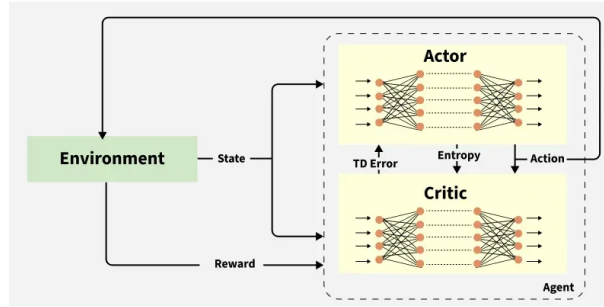 Actor
Environment
State
TD Error
Entropy
Action
Critic
Reward
Agent